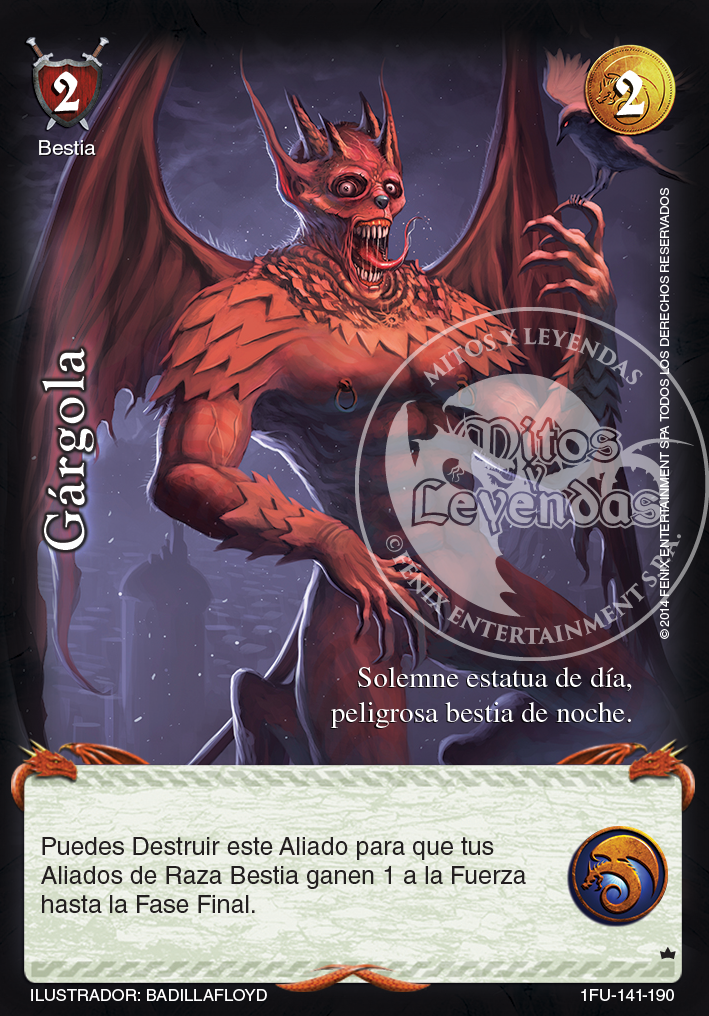 2
2
Bestia
Gárgola
MITOS Y LEYENDAS
Mitos
y
Leyendas
© FENIX ENTERTAINMENT S.P.A.
© 2014 FENIX ENTERTAINMENT SPA TODOS LOS DERECHOS RESERVADOS
Solemne estatua de día,
peligrosa bestia de noche.
Puedes Destruir este Aliado para que tus
Aliados de Raza Bestia ganen 1 a la Fuerza
hasta la Fase Final.
ILUSTRADOR: BADILLAFLOYD
1FU-141-190